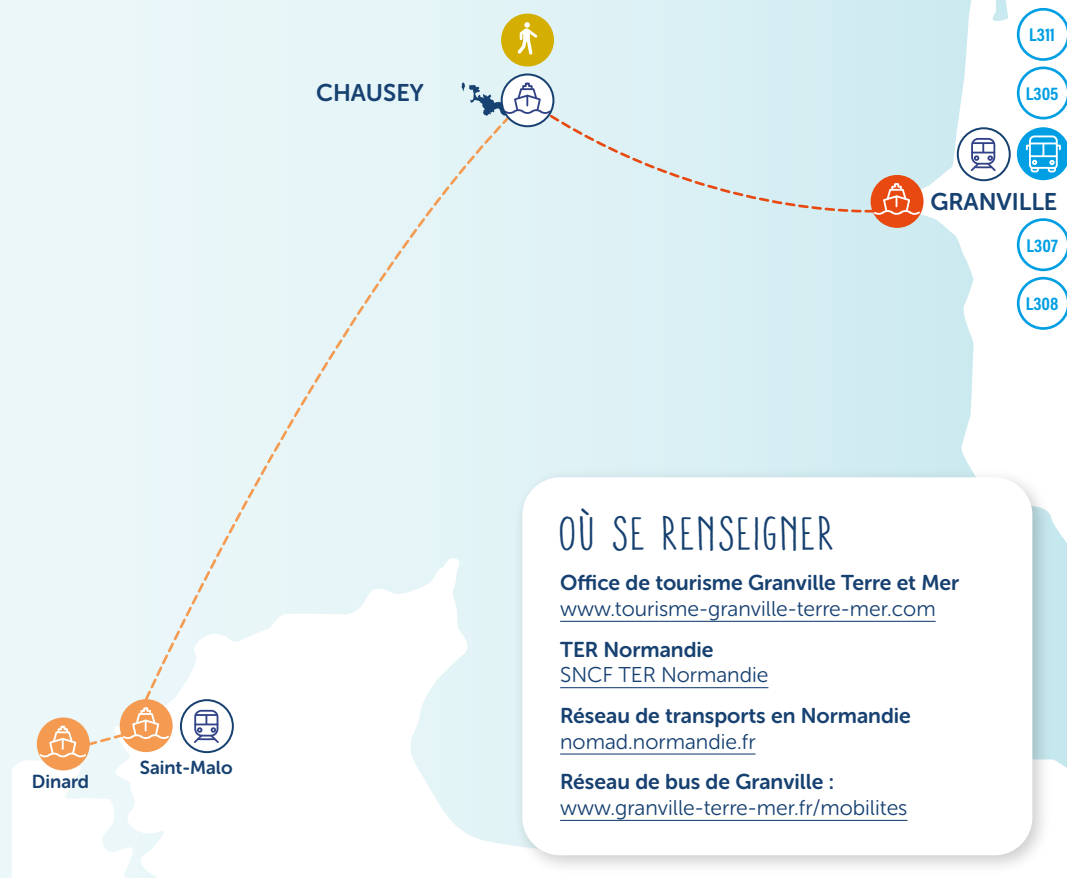 L311
L305
CHAUSEY
GRANVILLE
L307
L308
OÙ SE RENSEIGNER
Office de tourisme Granville Terre et Mer
www.tourisme-granville-terre-mer.com
TER Normandie
SNCF TER Normandie
Réseau de transports en Normandie
nomad.normandie.fr
Réseau de bus de Granville :
www.granville-terre-mer.fr/mobilites
Saint-Malo
Dinard